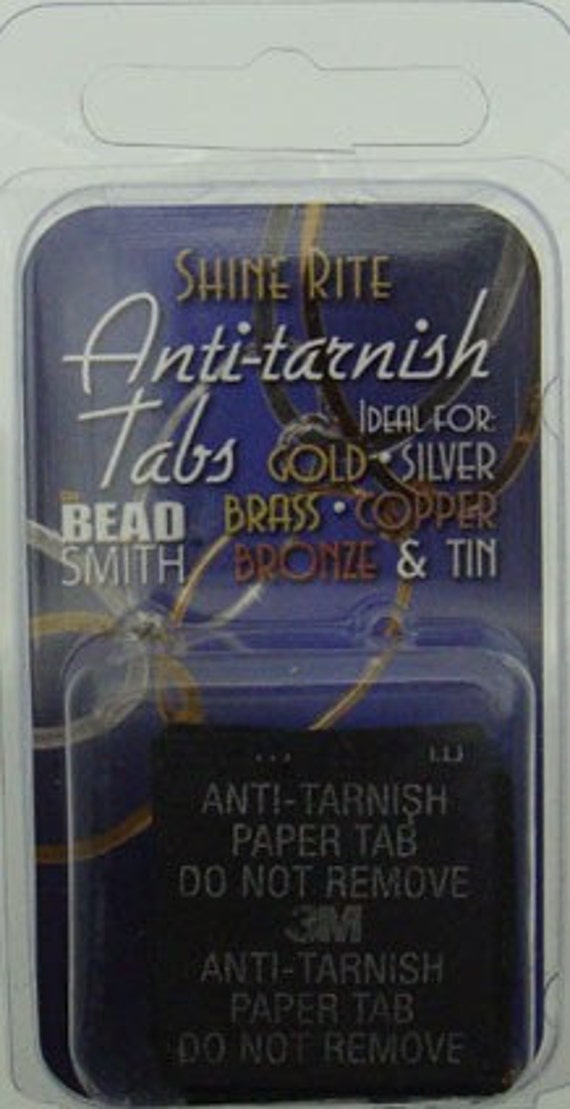 SHINE RITE
Anti-tarnish
Tabs
IDEAL FOR:
GOLD • SILVER
THE BEAD SMITH
BRASS • COPPER
BRONZE & TIN
ANTI-TARNISH
PAPER TAB
DO NOT REMOVE
3M
ANTI-TARNISH
PAPER TAB
DO NOT REMOVE